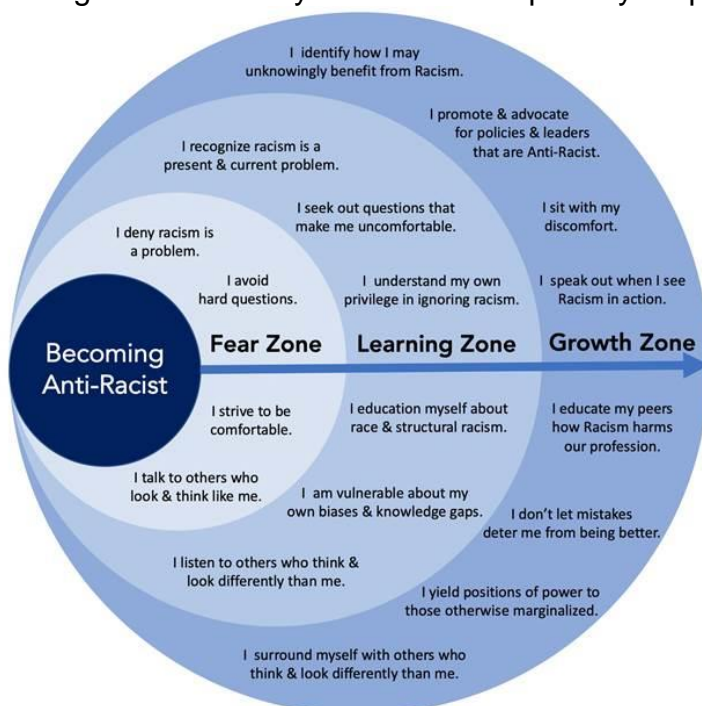 I identify how I may
unknowingly benefit from Racism.
I promote & advocate
for policies & leaders
that are Anti-Racist.
I recognize racism is a
present & current problem.
I seek out questions that
make me uncomfortable.
I sit with my
discomfort.
I deny racism is
a problem.
I avoid
hard questions.
I understand my own
privilege in ignoring racism.
I speak out when I see
Racism in action.
Becoming
Anti-Racist
Fear Zone
Learning Zone
Growth Zone
I strive to be
comfortable.
I education myself about
race & structural racism.
I educate my peers
how Racism harms
our profession.
I talk to others who
look & think like me.
I am vulnerable about my
own biases & knowledge gaps.
I don't let mistakes
deter me from being better.
I listen to others who think &
look differently than me.
I yield positions of power to
those otherwise marginalized.
I surround myself with others who
think & look differently than me.